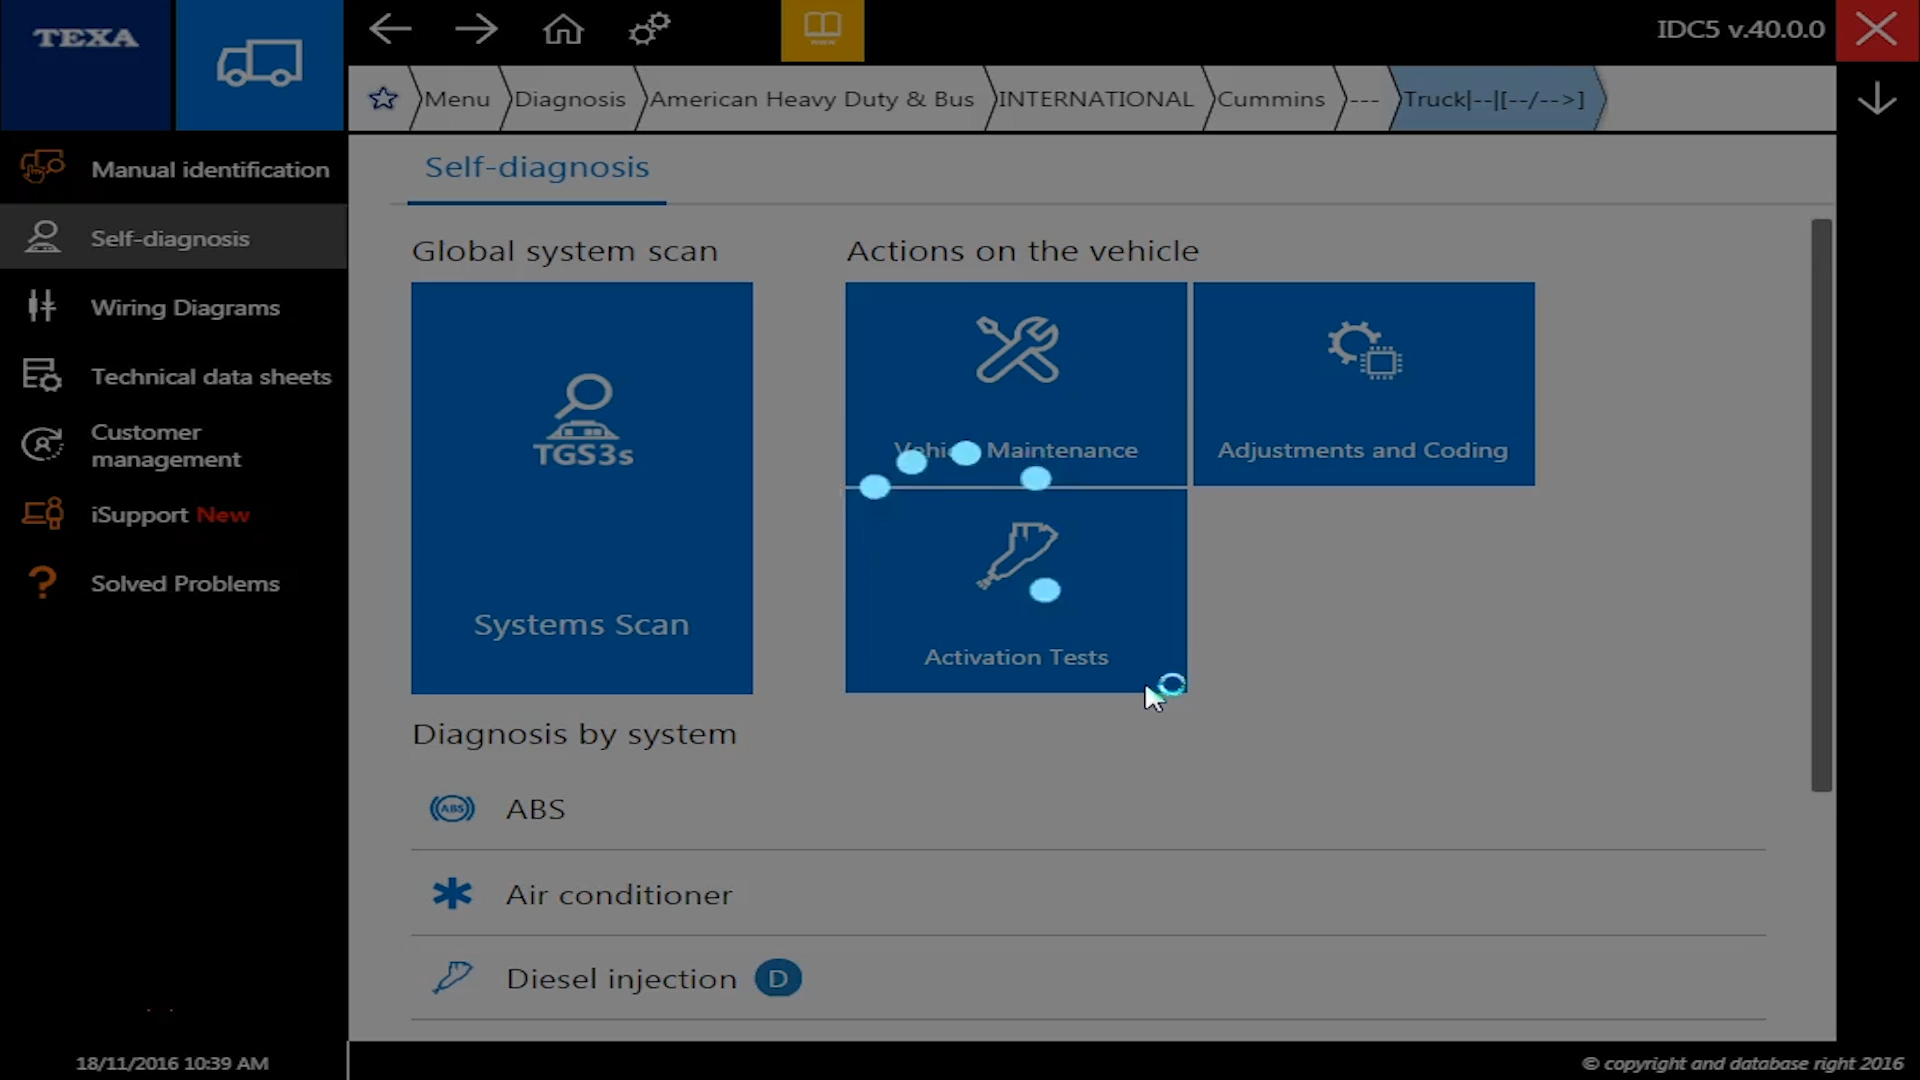 TEXA
www
IDC5 v.40.0.0
Menu
Diagnosis
American Heavy Duty & Bus
INTERNATIONAL
Cummins
---
Truck|--|[--/-->]
Manual identification
Self-diagnosis
Wiring Diagrams
Technical data sheets
Customer
management
iSupport New
Solved Problems
18/11/2016 10:39 AM
Self-diagnosis
Global system scan
TGS3s
Systems Scan
Actions on the vehicle
Vehicle Maintenance
Adjustments and Coding
Activation Tests
Diagnosis by system
ABS
ABS
Air conditioner
Diesel injection D
© copyright and database right 2016